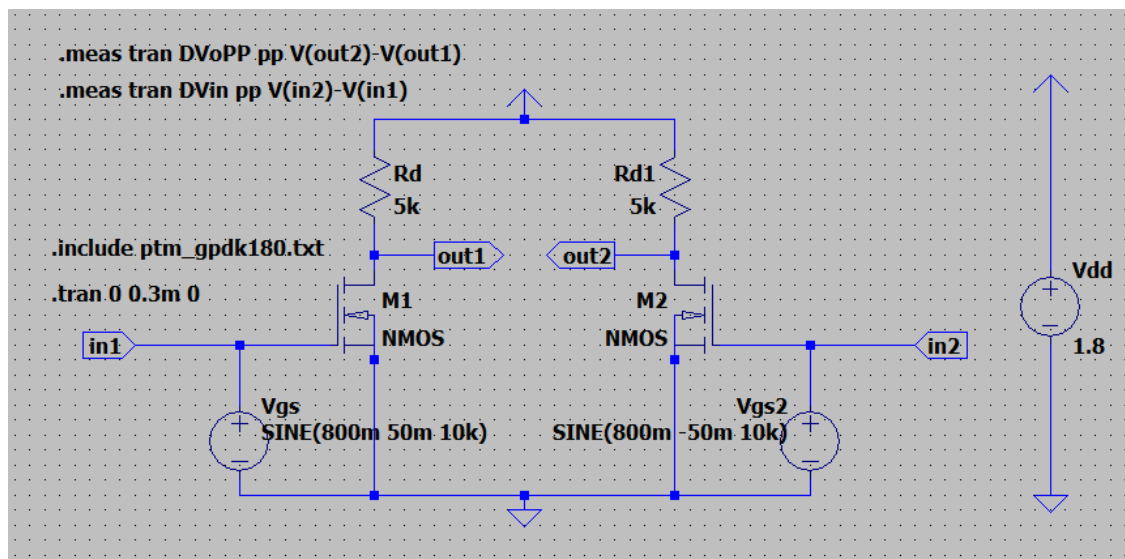 .meas tran DVoPP pp V(out2)-V(out1)
.meas tran DVin pp V(in2)-V(in1)
Rd
5k
Rd1
5k
out1
out2
.include ptm_gpdk180.txt
.tran 0 0.3m 0
M1
NMOS
M2
NMOS
in1
in2
Vgs
SINE(800m 50m 10k)
Vgs2
SINE(800m -50m 10k)
Vdd
1.8